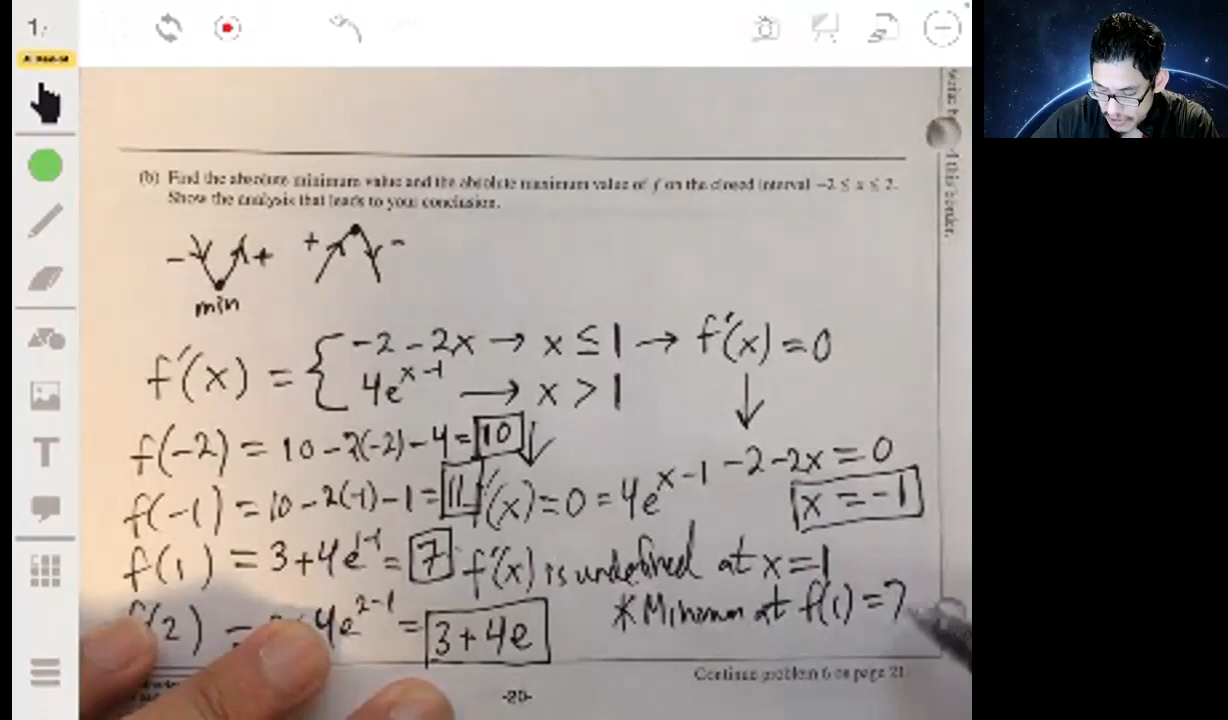 (b) Find the absolute minimum value and the absolute maximum value of f on the closed interval −2 ≤ x ≤ 2.
Show the analysis that leads to your conclusion.
− + + −
min
f'(x) = { −2 − 2x → x ≤ 1 → f'(x) = 0
4e^{x−1} → x > 1
f(−2) = 10 − 2(−2) − 4 = 10
−2 − 2x = 0
f(−1) = 10 − 2(−1) − 1 = 11
'(x) = 0 = 4e^{x−1}
x = −1
f(1) = 3 + 4e^{1−1} = 7
f'(x) is undefined at x = 1
2) = 4e^{2−1} = 3 + 4e
* Minimum at f(1) = 7
Continue problem 6 on page 21.
-20-
T